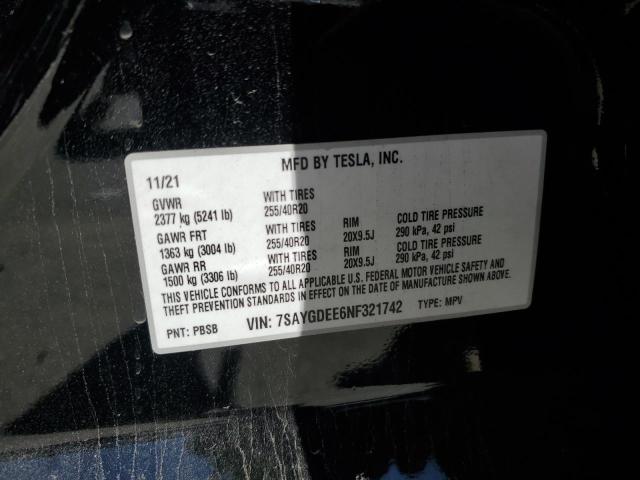 MFD BY TESLA, INC.
11/21
GVWR WITH TIRES
2377 kg (5241 lb) 255/40R20
GAWR FRT WITH TIRES RIM COLD TIRE PRESSURE
1363 kg (3004 lb) 255/40R20 20X9.5J 290 kPa, 42 psi
GAWR RR WITH TIRES RIM COLD TIRE PRESSURE
1500 kg (3306 lb) 255/40R20 20X9.5J 290 kPa, 42 psi
THIS VEHICLE CONFORMS TO ALL APPLICABLE U.S. FEDERAL MOTOR VEHICLE SAFETY AND
THEFT PREVENTION STANDARDS IN EFFECT ON THE DATE OF MANUFACTURE SHOWN ABOVE.
PNT: PBSB VIN: 7SAYGDEE6NF321742 TYPE: MPV